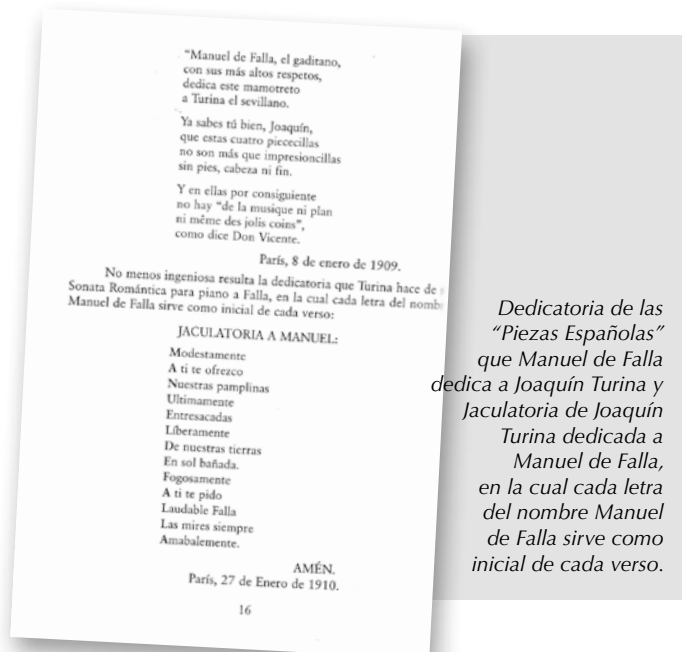 “Manuel de Falla, el gaditano,
con sus más altos respetos,
dedica este mamotreto
a Turina el sevillano.
Ya sabes tú bien, Joaquín,
que estas cuatro piececillas
no son más que impresioncillas
sin pies, cabeza ni fin.
Y en ellas por consiguiente
no hay “de la musique ni plan
ni même des jolis coins”,
como dice Don Vicente.
París, 8 de enero de 1909.
No menos ingeniosa resulta la dedicatoria que Turina hace de
Sonata Romántica para piano a Falla, en la cual cada letra del nomb
Manuel de Falla sirve como inicial de cada verso:
JACULATORIA A MANUEL:
Modestamente
A ti te ofrezco
Nuestras pamplinas
Ultimamente
Entresacadas
Líberamente
De nuestras tierras
En sol bañada.
Fogosamente
A ti te pido
Laudable Falla
Las mires siempre
Amabalemente.
AMÉN.
París, 27 de Enero de 1910.
16
Dedicatoria de las
“Piezas Españolas”
que Manuel de Falla
dedica a Joaquín Turina y
Jaculatoria de Joaquín
Turina dedicada a
Manuel de Falla,
en la cual cada letra
del nombre Manuel
de Falla sirve como
inicial de cada verso.